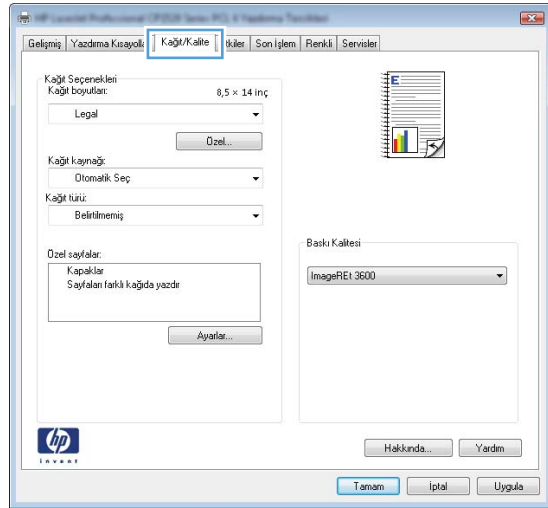 Gelişmiş Yazdırma Kısayolla Kağıt/Kalite tkiler Son İşlem Renkli Servisler
Kağıt Seçenekleri
Kağıt boyutları: 8,5 × 14 inç
Legal
Özel...
Kağıt kaynağı:
Otomatik Seç
Kağıt türü:
Belirtilmemiş
Özel sayfalar:
Kapaklar
Sayfaları farklı kağıda yazdır
Ayarlar...
E
Baskı Kalitesi
ImageREt 3600
hp
invent
Hakkında... Yardım
Tamam İptal Uygula